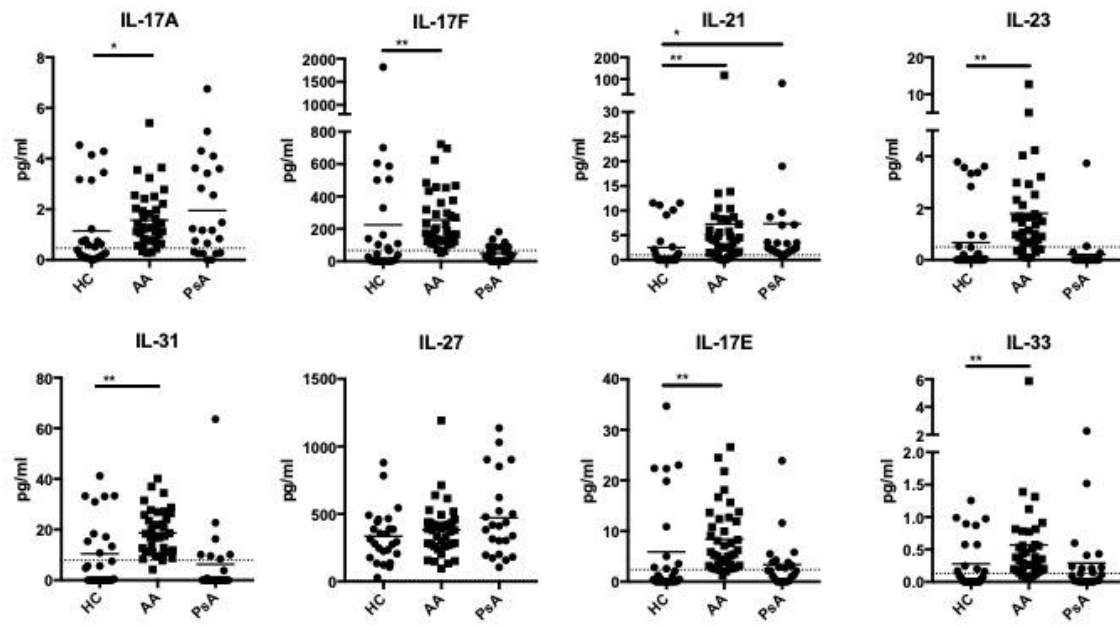 IL-17A IL-17F IL-21 IL-23
* ** * ** **
pg/ml 8 6 4 2 0
pg/ml 2000 1500 1000 800 600 400 200 0
pg/ml 200 100 30 25 20 15 10 5 0
pg/ml 20 10 4 2 0
HC AA PsA HC AA PsA HC AA PsA HC AA PsA
IL-31 IL-27 IL-17E IL-33
** ** **
pg/ml 80 60 40 20 0
pg/ml 1500 1000 500 0
pg/ml 40 30 20 10 0
pg/ml 6 4 2 2.0 1.5 1.0 0.5 0.0
HC AA PsA HC AA PsA HC AA PsA HC AA PsA